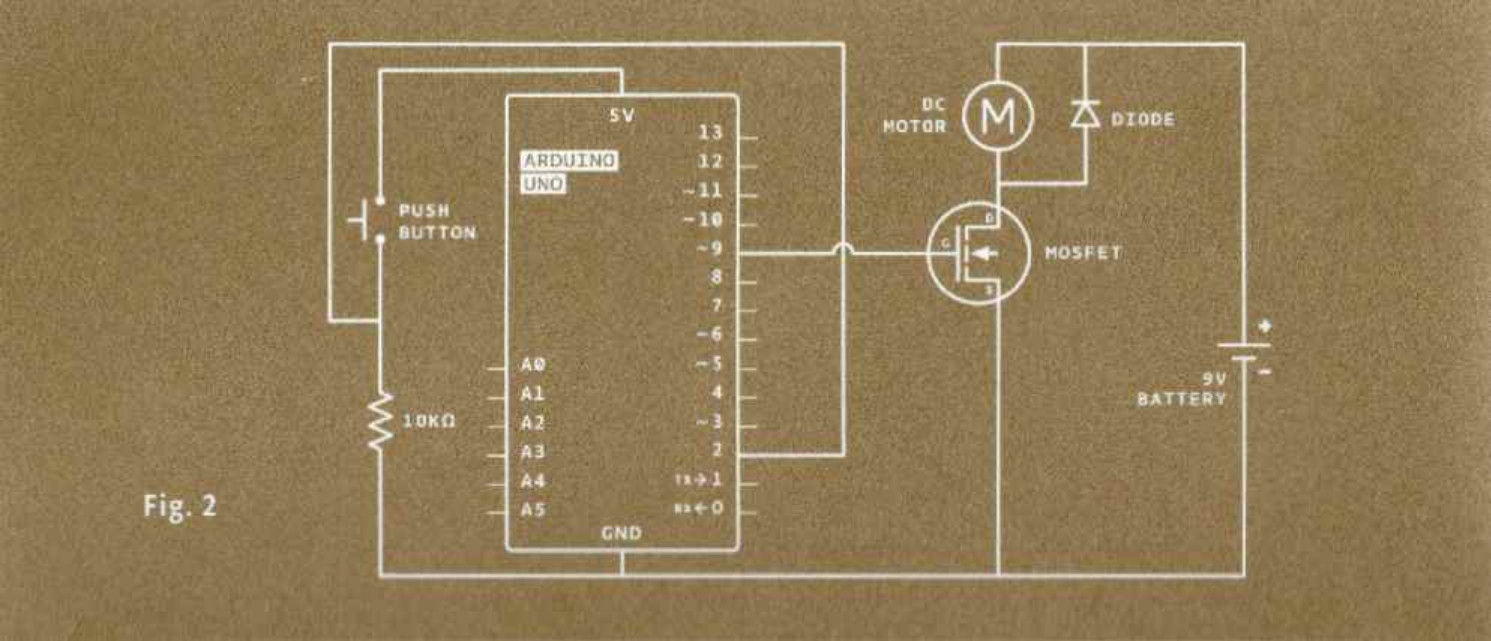 5V
ARDUINO
UNO
13
12
~11
~10
~9
8
7
~6
~5
4
~3
2
TX→1
RX←0
A0
A1
A2
A3
A4
A5
GND
PUSH
BUTTON
10KΩ
DC
MOTOR
M
DIODE
D
G
S
MOSFET
+
-
9V
BATTERY
Fig. 2